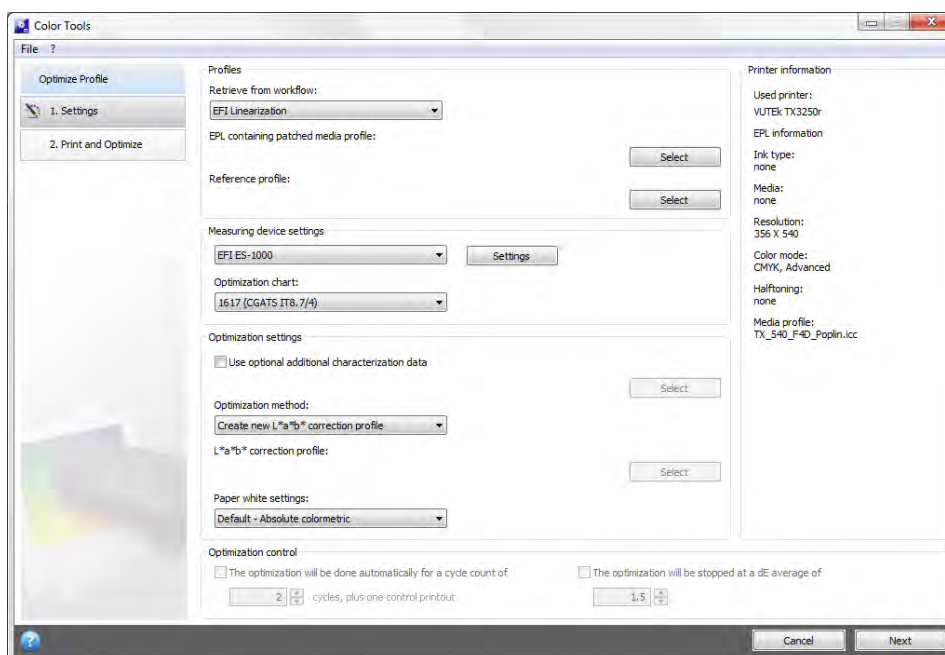 Color Tools
File ?
Optimize Profile
1. Settings
2. Print and Optimize
Profiles
Retrieve from workflow:
EFI Linearization
EPL containing patched media profile:
Select
Reference profile:
Select
Measuring device settings
EFI ES-1000
Settings
Optimization chart:
1617 (CGATS IT8.7/4)
Optimization settings
Use optional additional characterization data
Select
Optimization method:
Create new L*a*b* correction profile
L*a*b* correction profile:
Select
Paper white settings:
Default - Absolute colormetric
Optimization control
The optimization will be done automatically for a cycle count of
2 cycles, plus one control printout
The optimization will be stopped at a dE average of
1.5
Printer information
Used printer:
VUTEk TX3250r
EPL information
Ink type:
none
Media:
none
Resolution:
356 X 540
Color mode:
CMYK, Advanced
Halftoning:
none
Media profile:
TX_540_F4D_Poplin.icc
?
Cancel
Next